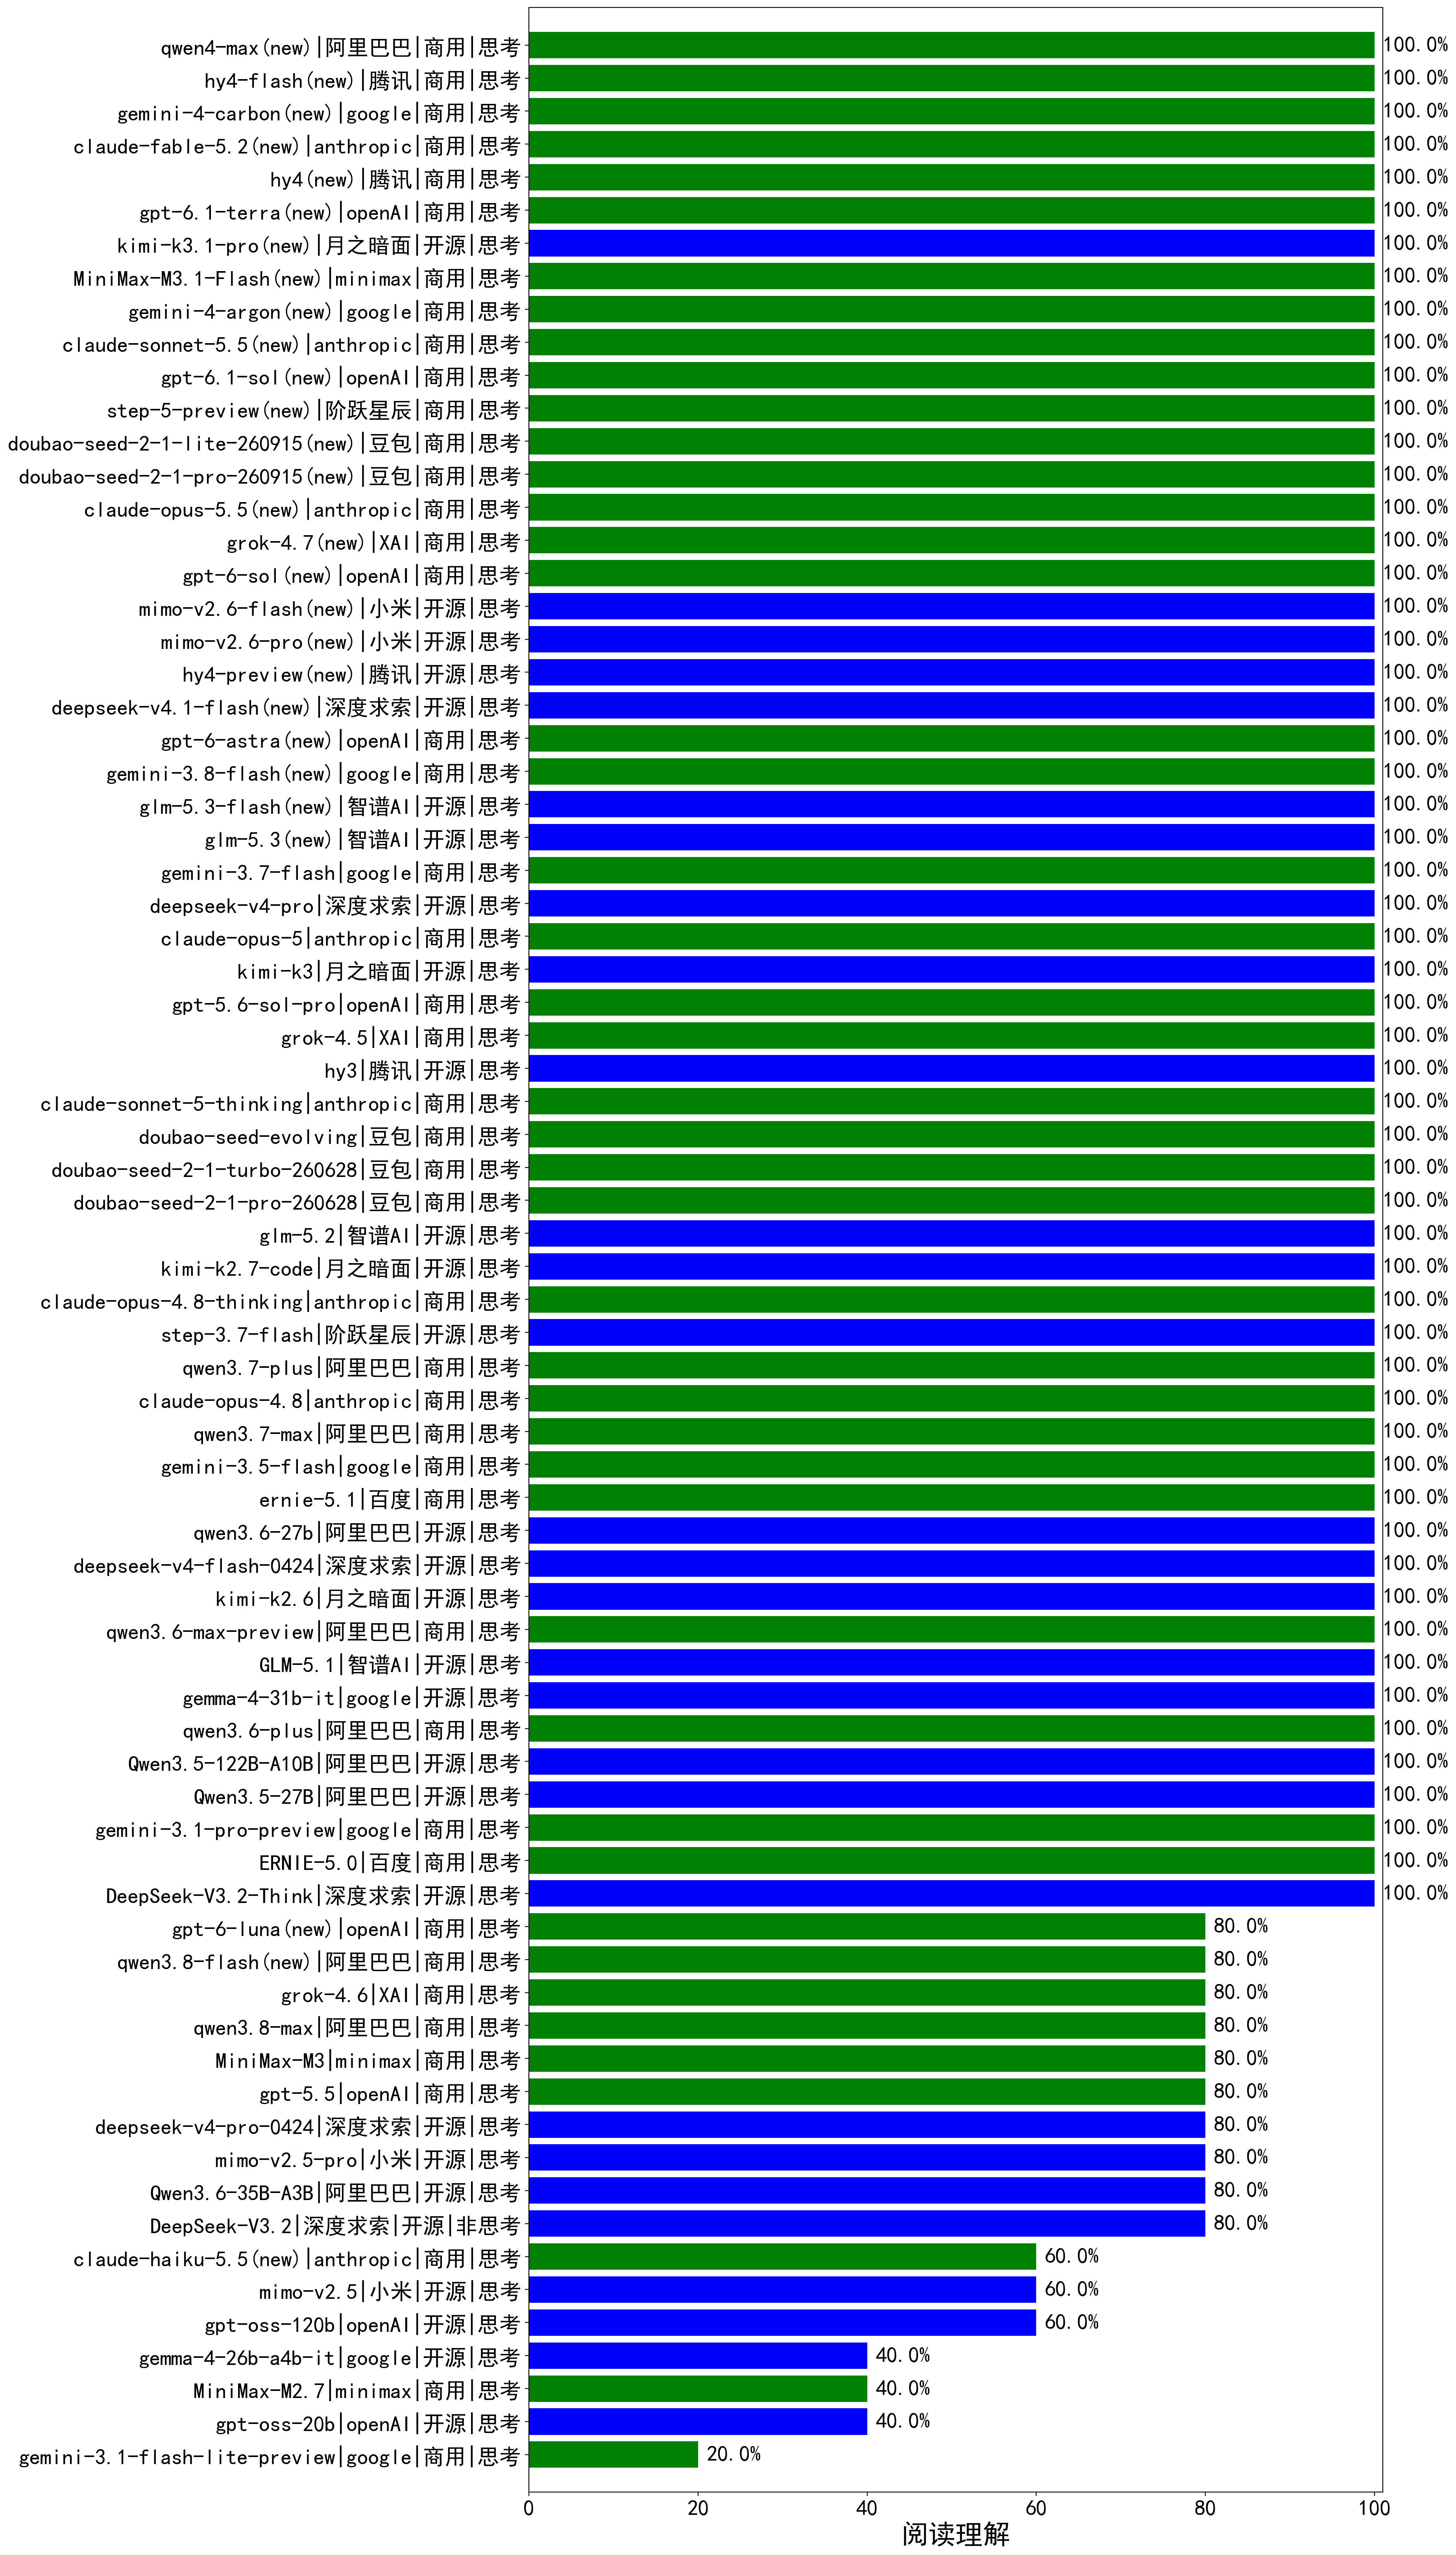 qwen4-max(new)|阿里巴巴|商用|思考 100.0%
hy4-flash(new)|腾讯|商用|思考 100.0%
gemini-4-carbon(new)|google|商用|思考 100.0%
claude-fable-5.2(new)|anthropic|商用|思考 100.0%
hy4(new)|腾讯|商用|思考 100.0%
gpt-6.1-terra(new)|openAI|商用|思考 100.0%
kimi-k3.1-pro(new)|月之暗面|开源|思考 100.0%
MiniMax-M3.1-Flash(new)|minimax|商用|思考 100.0%
gemini-4-argon(new)|google|商用|思考 100.0%
claude-sonnet-5.5(new)|anthropic|商用|思考 100.0%
gpt-6.1-sol(new)|openAI|商用|思考 100.0%
step-5-preview(new)|阶跃星辰|商用|思考 100.0%
doubao-seed-2-1-lite-260915(new)|豆包|商用|思考 100.0%
doubao-seed-2-1-pro-260915(new)|豆包|商用|思考 100.0%
claude-opus-5.5(new)|anthropic|商用|思考 100.0%
grok-4.7(new)|XAI|商用|思考 100.0%
gpt-6-sol(new)|openAI|商用|思考 100.0%
mimo-v2.6-flash(new)|小米|开源|思考 100.0%
mimo-v2.6-pro(new)|小米|开源|思考 100.0%
hy4-preview(new)|腾讯|开源|思考 100.0%
deepseek-v4.1-flash(new)|深度求索|开源|思考 100.0%
gpt-6-astra(new)|openAI|商用|思考 100.0%
gemini-3.8-flash(new)|google|商用|思考 100.0%
glm-5.3-flash(new)|智谱AI|开源|思考 100.0%
glm-5.3(new)|智谱AI|开源|思考 100.0%
gemini-3.7-flash|google|商用|思考 100.0%
deepseek-v4-pro|深度求索|开源|思考 100.0%
claude-opus-5|anthropic|商用|思考 100.0%
kimi-k3|月之暗面|开源|思考 100.0%
gpt-5.6-sol-pro|openAI|商用|思考 100.0%
grok-4.5|XAI|商用|思考 100.0%
hy3|腾讯|开源|思考 100.0%
claude-sonnet-5-thinking|anthropic|商用|思考 100.0%
doubao-seed-evolving|豆包|商用|思考 100.0%
doubao-seed-2-1-turbo-260628|豆包|商用|思考 100.0%
doubao-seed-2-1-pro-260628|豆包|商用|思考 100.0%
glm-5.2|智谱AI|开源|思考 100.0%
kimi-k2.7-code|月之暗面|开源|思考 100.0%
claude-opus-4.8-thinking|anthropic|商用|思考 100.0%
step-3.7-flash|阶跃星辰|开源|思考 100.0%
qwen3.7-plus|阿里巴巴|商用|思考 100.0%
claude-opus-4.8|anthropic|商用|思考 100.0%
qwen3.7-max|阿里巴巴|商用|思考 100.0%
gemini-3.5-flash|google|商用|思考 100.0%
ernie-5.1|百度|商用|思考 100.0%
qwen3.6-27b|阿里巴巴|开源|思考 100.0%
deepseek-v4-flash-0424|深度求索|开源|思考 100.0%
kimi-k2.6|月之暗面|开源|思考 100.0%
qwen3.6-max-preview|阿里巴巴|商用|思考 100.0%
GLM-5.1|智谱AI|开源|思考 100.0%
gemma-4-31b-it|google|开源|思考 100.0%
qwen3.6-plus|阿里巴巴|商用|思考 100.0%
Qwen3.5-122B-A10B|阿里巴巴|开源|思考 100.0%
Qwen3.5-27B|阿里巴巴|开源|思考 100.0%
gemini-3.1-pro-preview|google|商用|思考 100.0%
ERNIE-5.0|百度|商用|思考 100.0%
DeepSeek-V3.2-Think|深度求索|开源|思考 100.0%
gpt-6-luna(new)|openAI|商用|思考 80.0%
qwen3.8-flash(new)|阿里巴巴|商用|思考 80.0%
grok-4.6|XAI|商用|思考 80.0%
qwen3.8-max|阿里巴巴|商用|思考 80.0%
MiniMax-M3|minimax|商用|思考 80.0%
gpt-5.5|openAI|商用|思考 80.0%
deepseek-v4-pro-0424|深度求索|开源|思考 80.0%
mimo-v2.5-pro|小米|开源|思考 80.0%
Qwen3.6-35B-A3B|阿里巴巴|开源|思考 80.0%
DeepSeek-V3.2|深度求索|开源|非思考 80.0%
claude-haiku-5.5(new)|anthropic|商用|思考 60.0%
mimo-v2.5|小米|开源|思考 60.0%
gpt-oss-120b|openAI|开源|思考 60.0%
gemma-4-26b-a4b-it|google|开源|思考 40.0%
MiniMax-M2.7|minimax|商用|思考 40.0%
gpt-oss-20b|openAI|开源|思考 40.0%
gemini-3.1-flash-lite-preview|google|商用|思考 20.0%
0 20 40 60 80 100
阅读理解